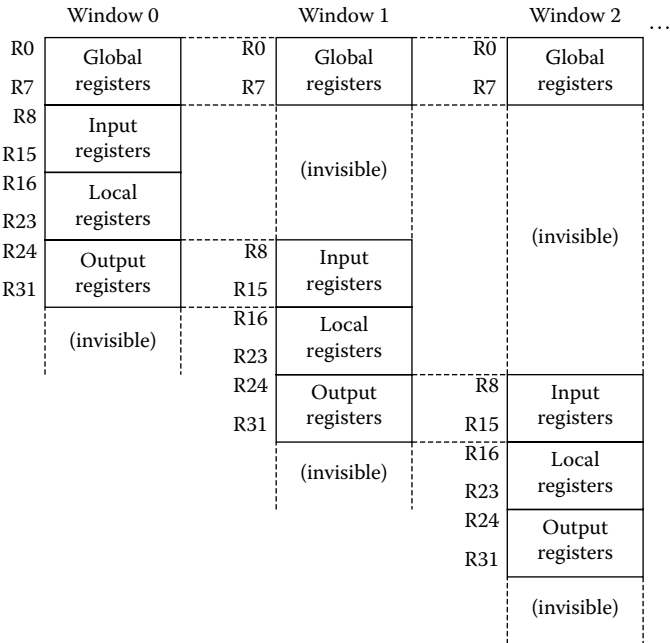 Window 0
Window 1
Window 2
...
R0
R7
Global
registers
R8
R15
Input
registers
R16
R23
Local
registers
R24
R31
Output
registers
(invisible)
R0
R7
Global
registers
(invisible)
R8
R15
Input
registers
R16
R23
Local
registers
R24
R31
Output
registers
(invisible)
R0
R7
Global
registers
(invisible)
R8
R15
Input
registers
R16
R23
Local
registers
R24
R31
Output
registers
(invisible)